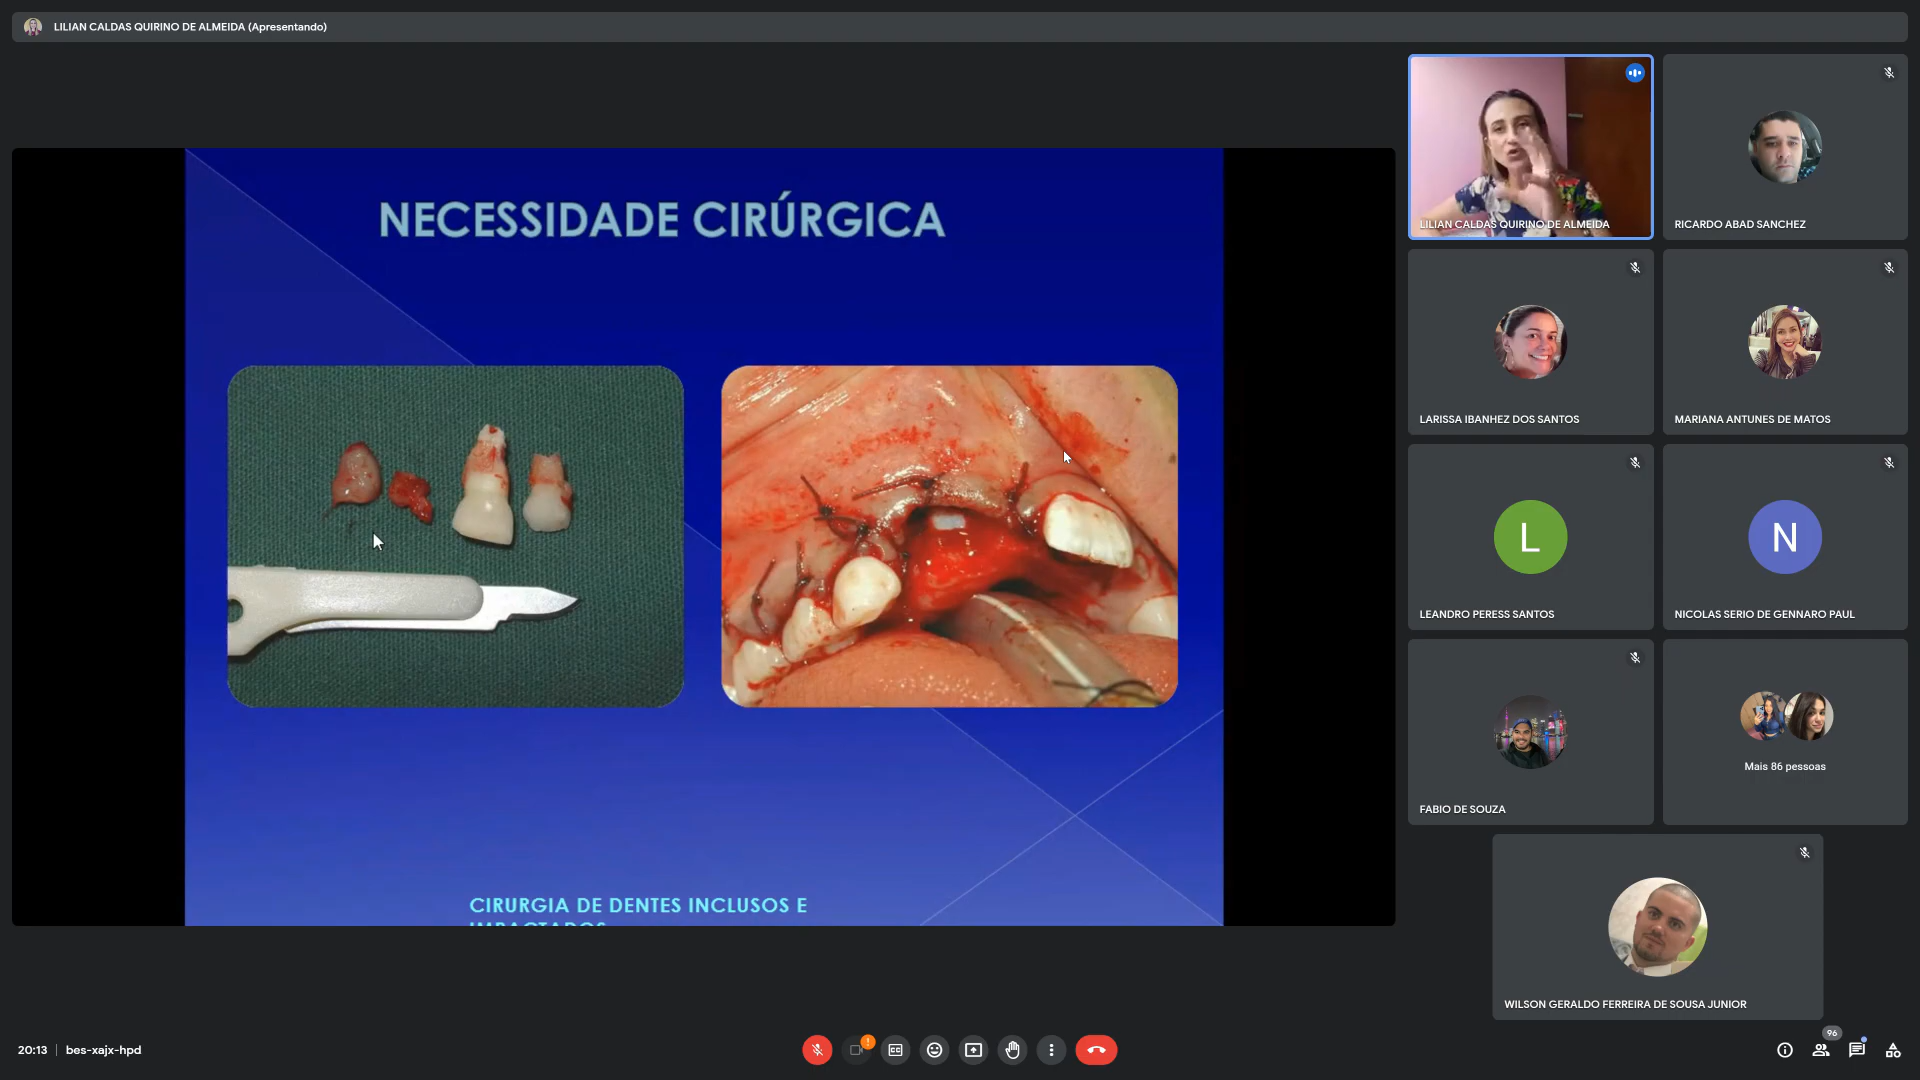 LILIAN CALDAS QUIRINO DE ALMEIDA (Apresentando)
NECESSIDADE CIRÚRGICA
CIRURGIA DE DENTES INCLUSOS E
IMPACTADOS
LILIAN CALDAS QUIRINO DE ALMEIDA
RICARDO ABAD SANCHEZ
LARISSA IBANHEZ DOS SANTOS
MARIANA ANTUNES DE MATOS
L
LEANDRO PERESS SANTOS
N
NICOLAS SERIO DE GENNARO PAUL
FABIO DE SOUZA
Mais 86 pessoas
WILSON GERALDO FERREIRA DE SOUSA JUNIOR
20:13 | bes-xajx-hpd
CC
!
96